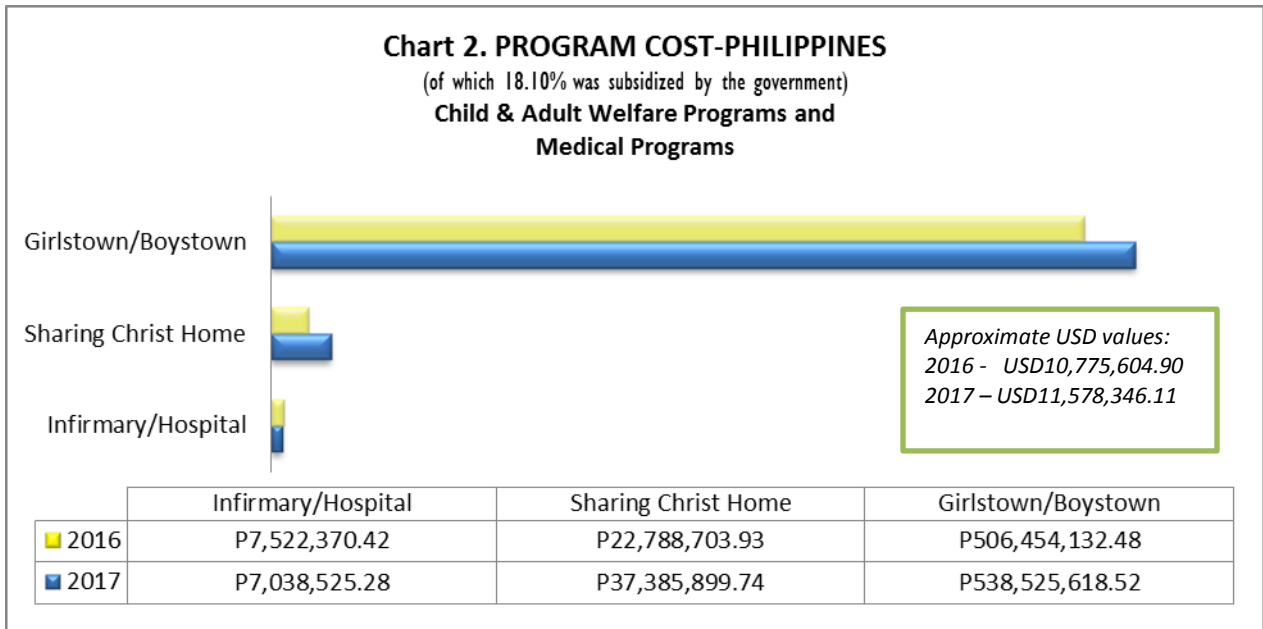 Chart 2. PROGRAM COST-PHILIPPINES
(of which 18.10% was subsidized by the government)
Child & Adult Welfare Programs and
Medical Programs
Girlstown/Boystown
Sharing Christ Home
Infirmary/Hospital
Approximate USD values:
2016 - USD10,775,604.90
2017 – USD11,578,346.11
Infirmary/Hospital Sharing Christ Home Girlstown/Boystown
2016 P7,522,370.42 P22,788,703.93 P506,454,132.48
2017 P7,038,525.28 P37,385,899.74 P538,525,618.52